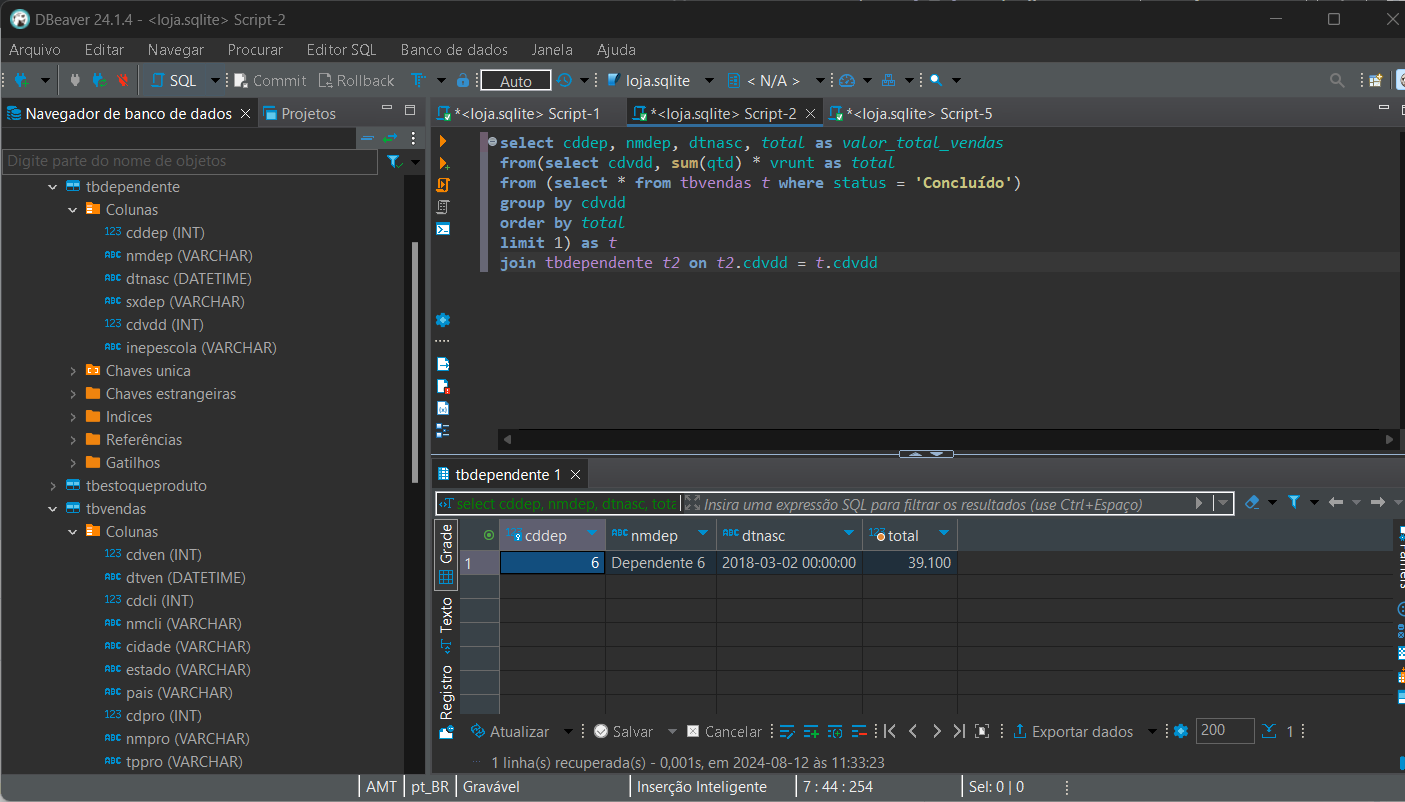 DBeaver 24.1.4 - <loja.sqlite> Script-2
Arquivo Editar Navegar Procurar Editor SQL Banco de dados Janela Ajuda
SQL Commit Rollback Auto loja.sqlite < N/A >
Navegador de banco de dados Projetos
Digite parte do nome de objetos
tbdependente
Colunas
123 cddep (INT)
ABC nmdep (VARCHAR)
ABC dtnasc (DATETIME)
ABC sxdep (VARCHAR)
123 cdvdd (INT)
ABC inepescola (VARCHAR)
Chaves unica
Chaves estrangeiras
Indices
Referências
Gatilhos
tbestoqueproduto
tbvendas
Colunas
123 cdven (INT)
ABC dtven (DATETIME)
123 cdcli (INT)
ABC nmcli (VARCHAR)
ABC cidade (VARCHAR)
ABC estado (VARCHAR)
ABC pais (VARCHAR)
123 cdpro (INT)
ABC nmpro (VARCHAR)
ABC tppro (VARCHAR)
*<loja.sqlite> Script-1 *<loja.sqlite> Script-2 *<loja.sqlite> Script-5
select cddep, nmdep, dtnasc, total as valor_total_vendas
from(select cdvdd, sum(qtd) * vrunt as total
from (select * from tbvendas t where status = 'Concluído')
group by cdvdd
order by total
limit 1) as t
join tbdependente t2 on t2.cdvdd = t.cdvdd
tbdependente 1
select cddep, nmdep, dtnasc, tota Insira uma expressão SQL para filtrar os resultados (use Ctrl+Espaço)
Grade
Texto
Registro
123 cddep ABC nmdep ABC dtnasc 123 total
1 6 Dependente 6 2018-03-02 00:00:00 39.100
Atualizar Salvar Cancelar Exportar dados 200 1
1 linha(s) recuperada(s) - 0,001s, em 2024-08-12 às 11:33:23
AMT pt_BR Gravável Inserção Inteligente 7 : 44 : 254 Sel: 0 | 0